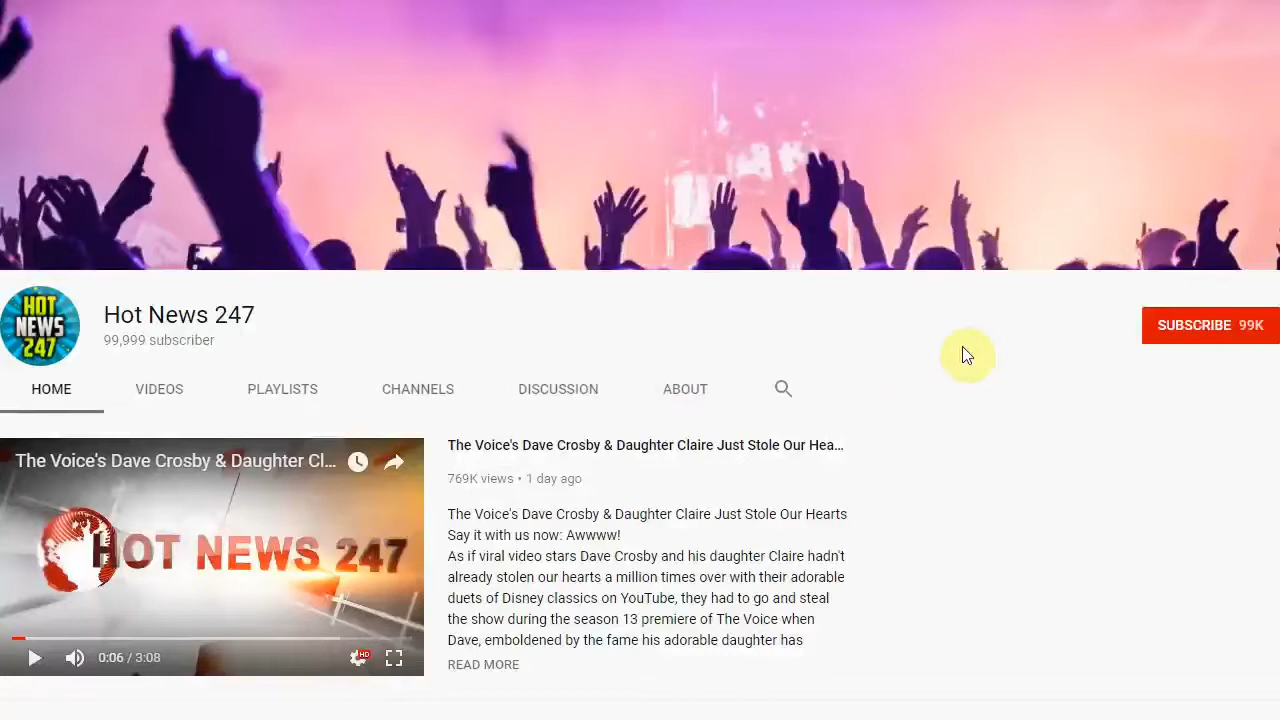 HOT
NEWS
247
Hot News 247
99,999 subscriber
SUBSCRIBE 99K
HOME VIDEOS PLAYLISTS CHANNELS DISCUSSION ABOUT
The Voice's Dave Crosby & Daughter Cl...
HOT NEWS 247
HD
0:06 / 3:08
The Voice's Dave Crosby & Daughter Claire Just Stole Our Hea...
769K views • 1 day ago
The Voice's Dave Crosby & Daughter Claire Just Stole Our Hearts
Say it with us now: Awwww!
As if viral video stars Dave Crosby and his daughter Claire hadn't
already stolen our hearts a million times over with their adorable
duets of Disney classics on YouTube, they had to go and steal
the show during the season 13 premiere of The Voice when
Dave, emboldened by the fame his adorable daughter has
READ MORE